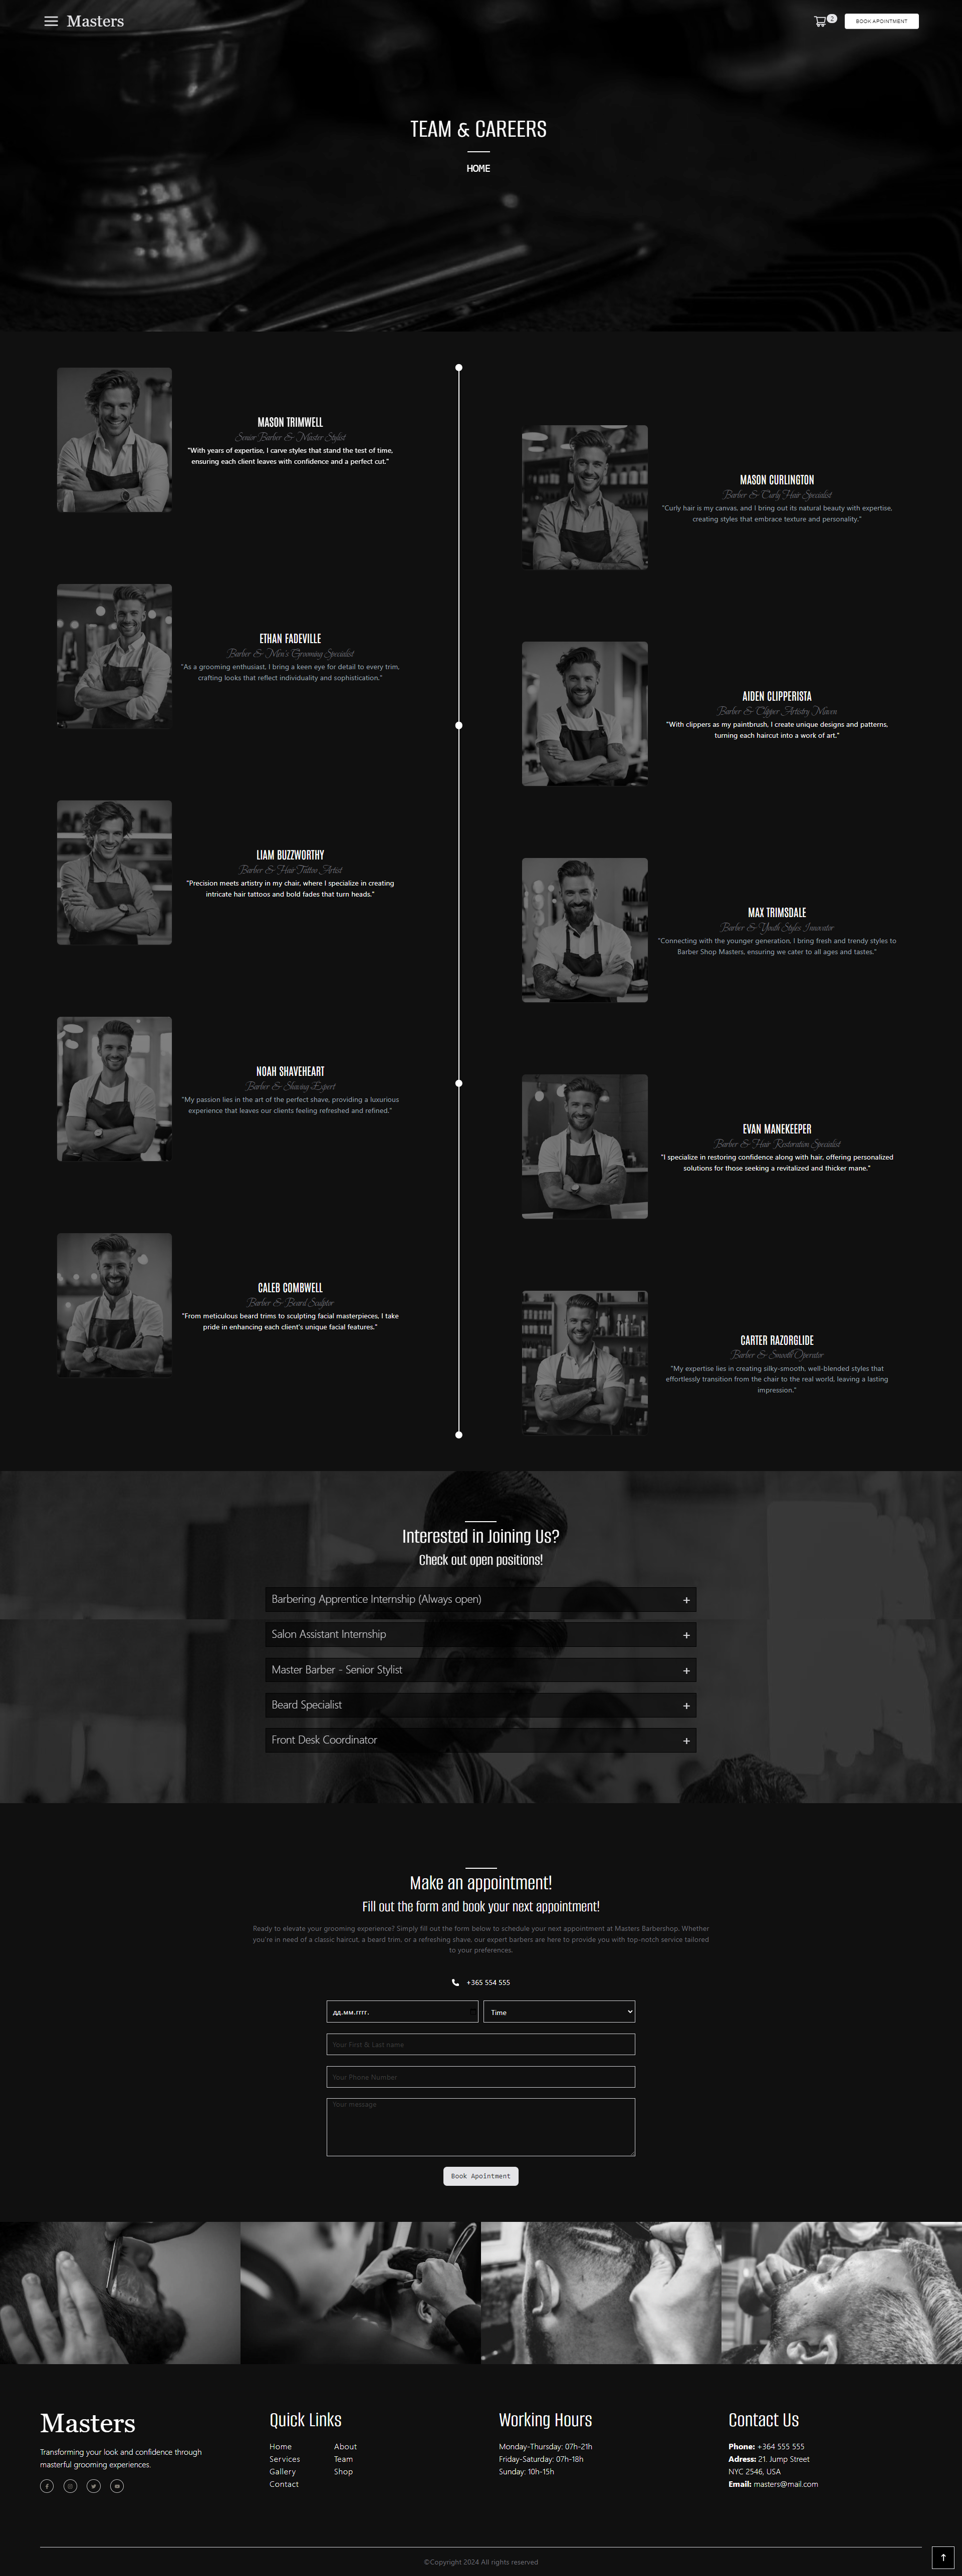 Masters
2
BOOK APOINTMENT
TEAM & CAREERS
HOME
MASON TRIMWELL
Senior Barber & Master Stylist
"With years of expertise, I carve styles that stand the test of time,
ensuring each client leaves with confidence and a perfect cut."
MASON CURLINGTON
Barber & Curly Hair Specialist
"Curly hair is my canvas, and I bring out its natural beauty with expertise,
creating styles that embrace texture and personality."
ETHAN FADEVILLE
Barber & Men's Grooming Specialist
"As a grooming enthusiast, I bring a keen eye for detail to every trim,
crafting looks that reflect individuality and sophistication."
AIDEN CLIPPERISTA
Barber & Clipper Artistry Maven
"With clippers as my paintbrush, I create unique designs and patterns,
turning each haircut into a work of art."
LIAM BUZZWORTHY
Barber & Hair Tattoo Artist
"Precision meets artistry in my chair, where I specialize in creating
intricate hair tattoos and bold fades that turn heads."
MAX TRIMSDALE
Barber & Youth Styles Innovator
"Connecting with the younger generation, I bring fresh and trendy styles to
Barber Shop Masters, ensuring we cater to all ages and tastes."
NOAH SHAVEHEART
Barber & Shaving Expert
"My passion lies in the art of the perfect shave, providing a luxurious
experience that leaves our clients feeling refreshed and refined."
EVAN MANEKEEPER
Barber & Hair Restoration Specialist
"I specialize in restoring confidence along with hair, offering personalized
solutions for those seeking a revitalized and thicker mane."
CALEB COMBWELL
Barber & Beard Sculptor
"From meticulous beard trims to sculpting facial masterpieces, I take
pride in enhancing each client's unique facial features."
CARTER RAZORGLIDE
Barber & Smooth Operator
"My expertise lies in creating silky-smooth, well-blended styles that
effortlessly transition from the chair to the real world, leaving a lasting
impression."
Interested in Joining Us?
Check out open positions!
Barbering Apprentice Internship (Always open) +
Salon Assistant Internship +
Master Barber - Senior Stylist +
Beard Specialist +
Front Desk Coordinator +
Make an appointment!
Fill out the form and book your next appointment!
Ready to elevate your grooming experience? Simply fill out the form below to schedule your next appointment at Masters Barbershop. Whether
you're in need of a classic haircut, a beard trim, or a refreshing shave, our expert barbers are here to provide you with top-notch service tailored
to your preferences.
+365 554 555
дд.мм.гггг.
Time
Your First & Last name
Your Phone Number
Your message
Book Apointment
Masters
Transforming your look and confidence through
masterful grooming experiences.
Quick Links
Home
About
Services
Team
Gallery
Shop
Contact
Working Hours
Monday-Thursday: 07h-21h
Friday-Saturday: 07h-18h
Sunday: 10h-15h
Contact Us
Phone: +364 555 555
Adress: 21. Jump Street
NYC 2546, USA
Email: masters@mail.com
©Copyright 2024 All rights reserved